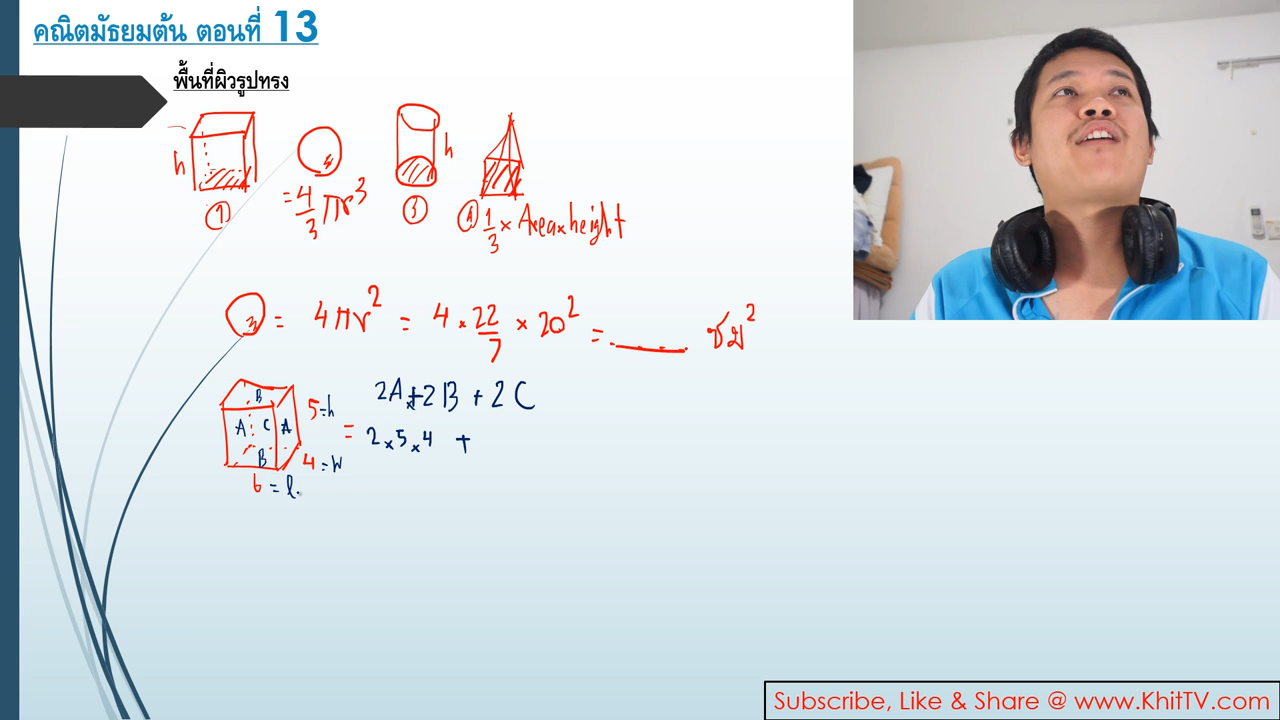 คณิตมัธยมต้น ตอนที่ 13
พื้นที่ผิวรูปทรง
h
h
= 4/3 πr³
① ③ ④ 1/3 × Area × height
= 4πr² = 4 × 22/7 × 20² = ...... ซม²
B
A C A
B
5 = h
4 = W
6 = l
2A + 2B + 2C
= 2 × 5 × 4 +
Subscribe, Like & Share @ www.KhitTV.com